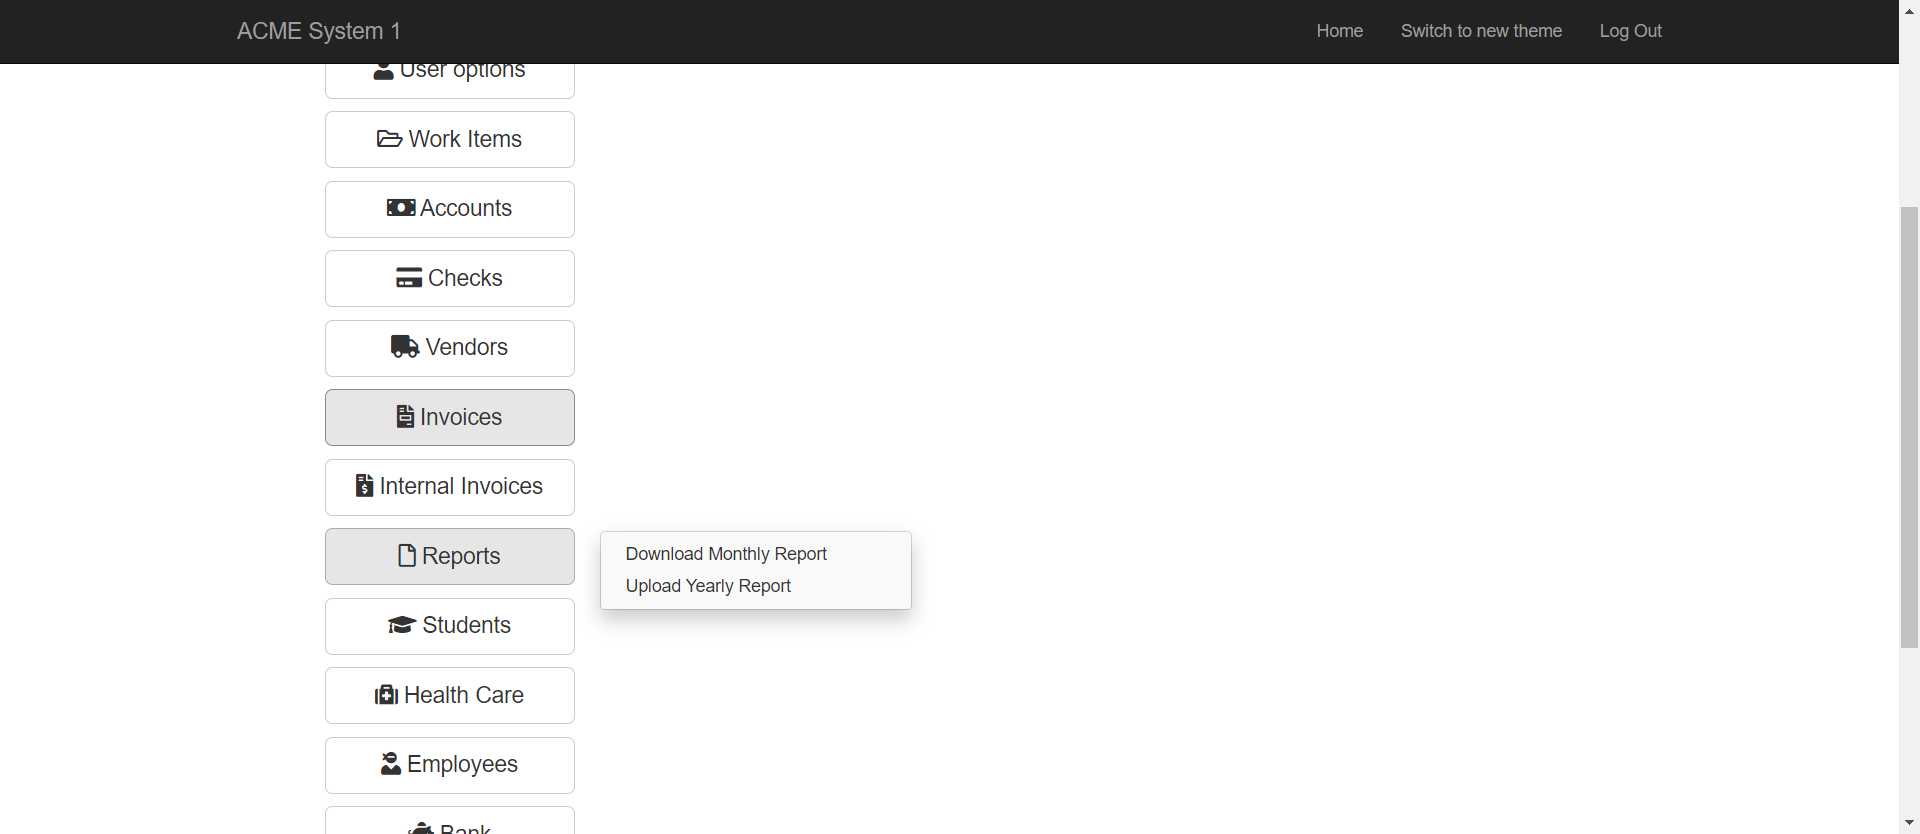 ACME System 1
Home
Switch to new theme
Log Out
User options
Work Items
Accounts
Checks
Vendors
Invoices
Internal Invoices
Reports
Download Monthly Report
Upload Yearly Report
Students
Health Care
Employees
Bank